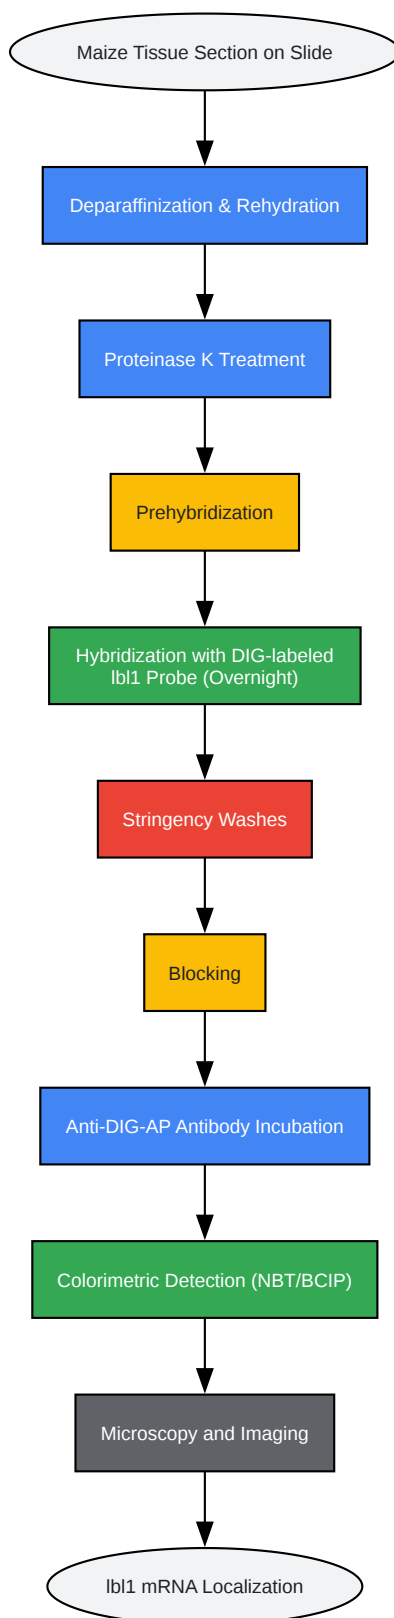 Maize Tissue Section on Slide
Deparaffinization & Rehydration
Proteinase K Treatment
Prehybridization
Hybridization with DIG-labeled
lbl1 Probe (Overnight)
Stringency Washes
Blocking
Anti-DIG-AP Antibody Incubation
Colorimetric Detection (NBT/BCIP)
Microscopy and Imaging
lbl1 mRNA Localization